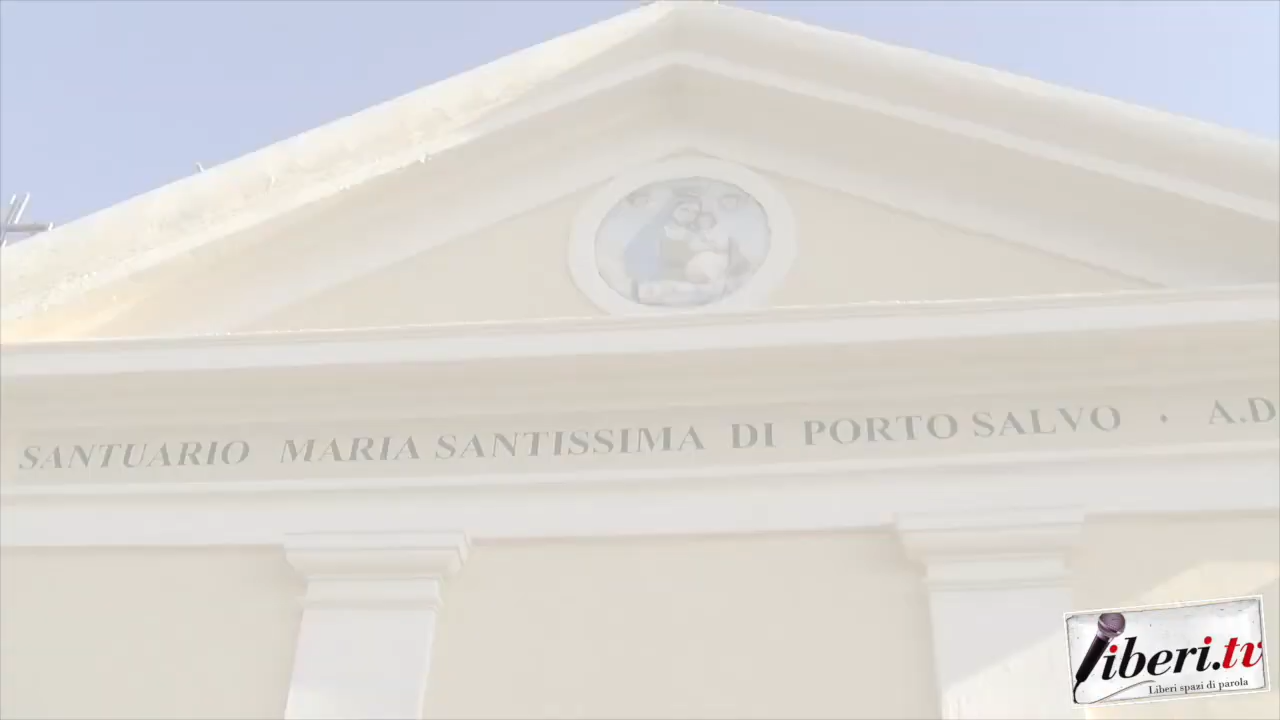 SANTUARIO MARIA SANTISSIMA DI PORTO SALVO · A.D
liberi.tv
Liberi spazi di parola